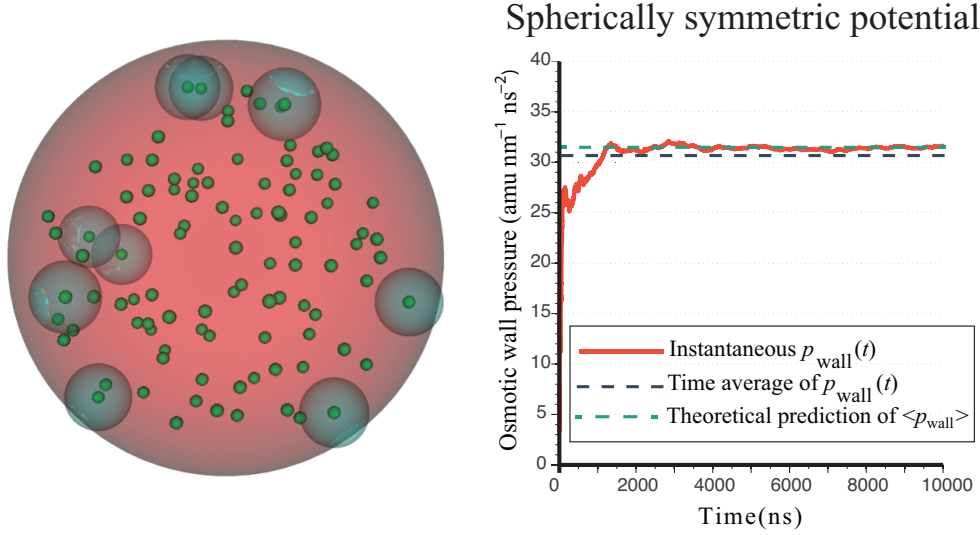 Spherically symmetric potential
Osmotic wall pressure (amu nm⁻¹ ns⁻²)
40
35
30
25
20
15
10
5
0
Instantaneous p_wall(t)
Time average of p_wall(t)
Theoretical prediction of <p_wall>
0 2000 4000 6000 8000 10000
Time(ns)